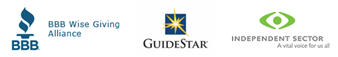 BBB Wise Giving
Alliance
BBB
GUIDESTAR®
INDEPENDENT SECTOR
A vital voice for us all